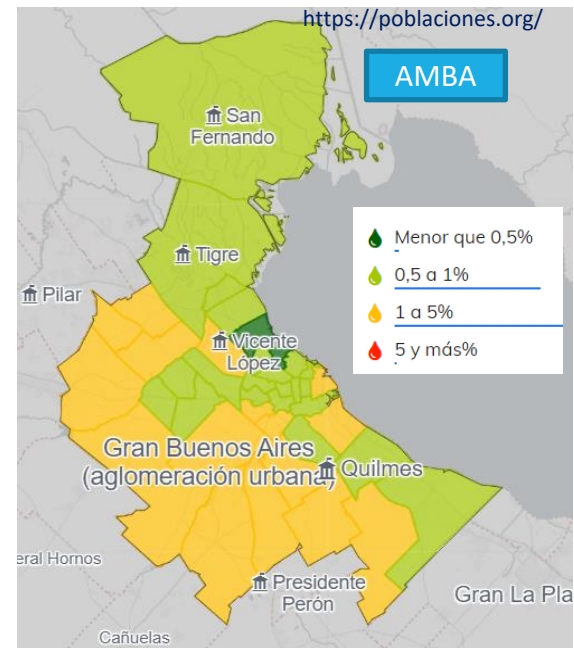 https://poblaciones.org/
AMBA
San
Fernando
Menor que 0,5%
0,5 a 1%
Tigre
1 a 5%
Pilar
5 y más%
Vicente
López
Gran Buenos Aires
(aglomeración urbana)
Quilmes
eral Hornos
Presidente
Perón
Gran La Pla
Cañuelas